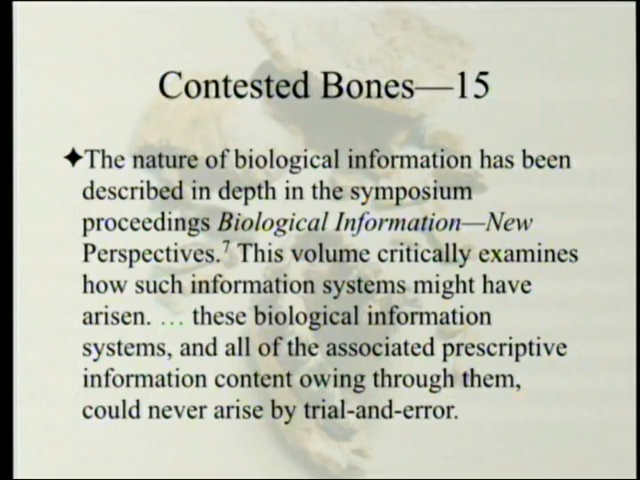 Contested Bones—15
✦The nature of biological information has been
described in depth in the symposium
proceedings Biological Information—New
Perspectives.7 This volume critically examines
how such information systems might have
arisen. … these biological information
systems, and all of the associated prescriptive
information content owing through them,
could never arise by trial-and-error.